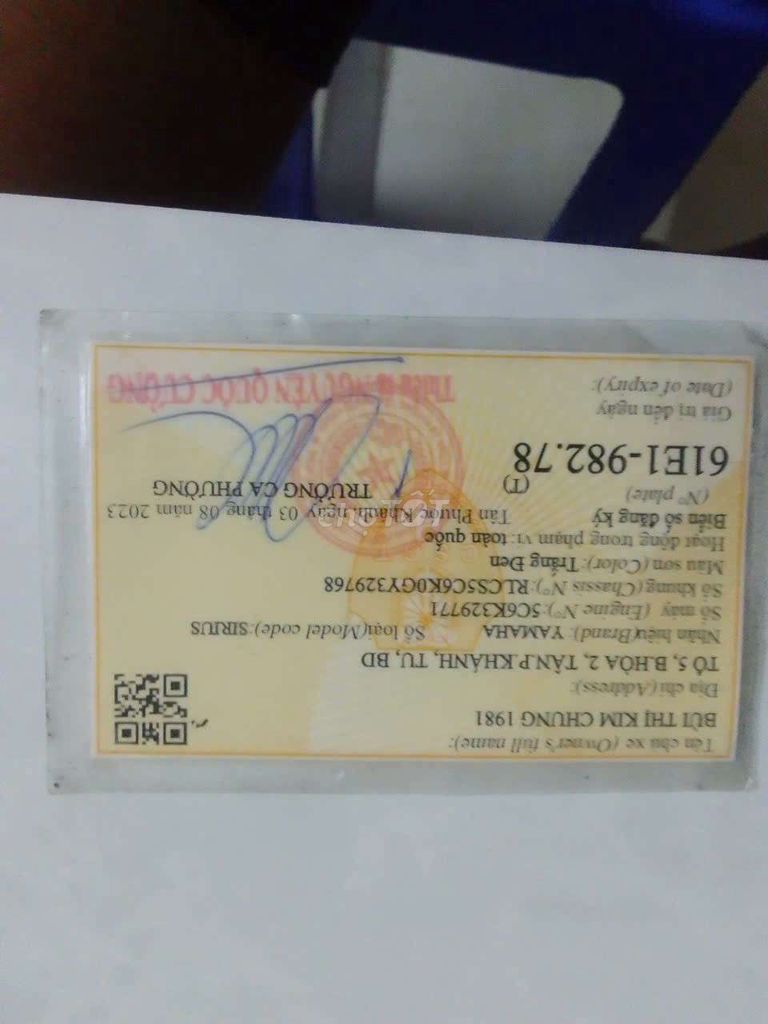 Tên chủ xe (Owner's full name):
BÙI THỊ KIM CHUNG 1981
Địa chỉ (Address):
TỔ 5, B.HÒA 2, TÂN.P.KHÁNH, TU, BD
Nhãn hiệu(Brand): YAMAHA Số loại(Model code): SIRIUS
Số máy (Engine N°): 5C6K329771
Số khung (Chassis N°): RLCS5C6K0GY329768
Màu sơn (Color): Trắng Đen
Hoạt động trong phạm vi: toàn quốc
Biển số đăng ký Tân Phước Khánh ngày 03 tháng 08 năm 2023
(N° plate) TRƯỞNG CA PHƯỜNG
61E1-982.78 (T)
Giá trị đến ngày
(Date of expiry):
NGUYỄN QUỐC CƯỜNG
CHỢ TỐT